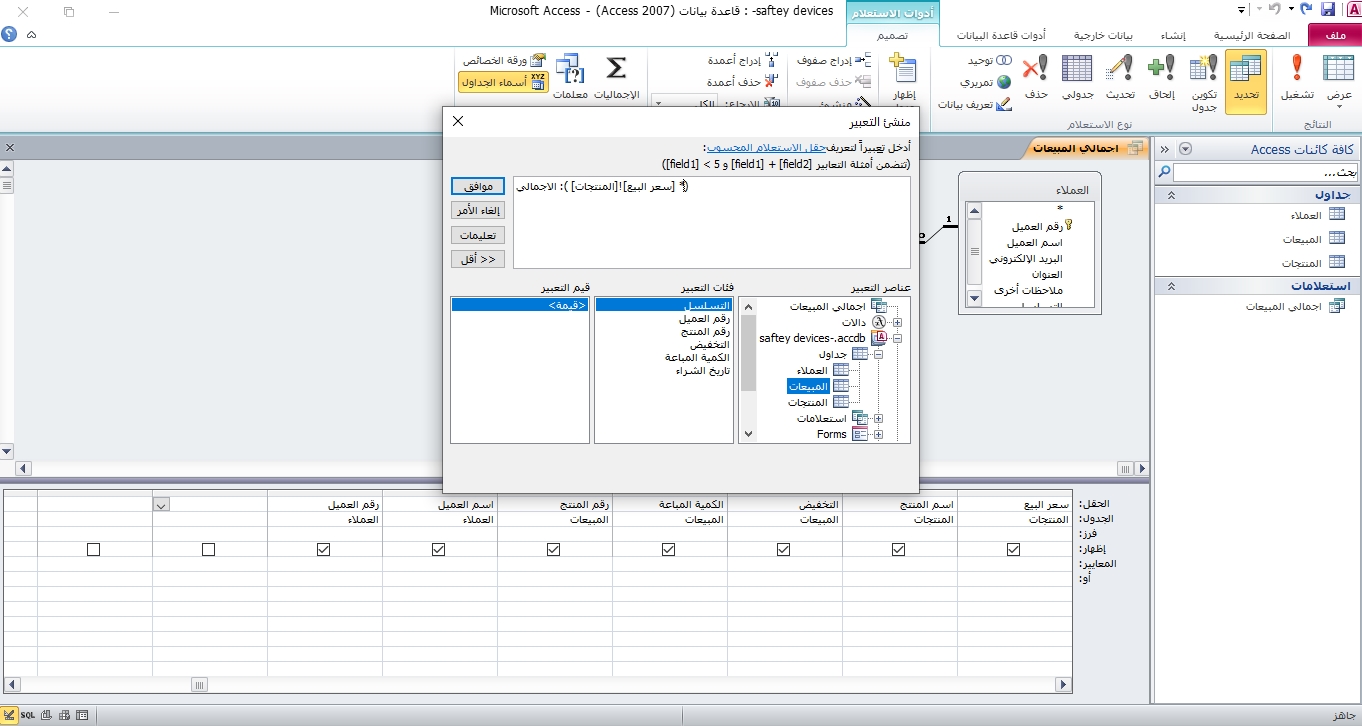 saftey devices- : قاعدة بيانات (Access 2007) - Microsoft Access
أدوات الاستعلام
ملف
الصفحة الرئيسية
إنشاء
بيانات خارجية
أدوات قاعدة البيانات
تصميم
عرض
تشغيل
النتائج
تحديد
تكوين جدول
إلحاق
تحديث
جدولي
حذف
توحيد
تمريري
تعريف بيانات
نوع الاستعلام
إظهار
إدراج صفوف
حذف صفوف
منشئ
إدراج أعمدة
حذف أعمدة
الإرجاع:
الكل
الإجماليات
معلمات
ورقة الخصائص
أسماء الجداول
كافة كائنات Access
بحث...
جداول
العملاء
المبيعات
المنتجات
استعلامات
اجمالي المبيعات
اجمالي المبيعات
العملاء
*
رقم العميل
اسم العميل
البريد الإلكتروني
العنوان
ملاحظات أخرى
1
منشئ التعبير
أدخل تعبيراً لتعريف حقل الاستعلام المحسوب:
(تتضمن أمثلة التعابير [field1] + [field2] و [field1] < 5)
الاجمالي :( [المنتجات]![سعر البيع] *)
موافق
إلغاء الأمر
تعليمات
<< أقل
عناصر التعبير
فئات التعبير
قيم التعبير
اجمالي المبيعات
دالات
saftey devices-.accdb
جداول
العملاء
المبيعات
المنتجات
استعلامات
Forms
التسلسل
رقم العميل
رقم المنتج
التخفيض
الكمية المباعة
تاريخ الشراء
<قيمة>
الحقل: سعر البيع اسم المنتج التخفيض الكمية المباعة رقم المنتج اسم العميل رقم العميل
الجدول: المنتجات المنتجات المبيعات المبيعات المبيعات العملاء العملاء
فرز:
إظهار:
المعايير:
أو:
جاهز
SQL